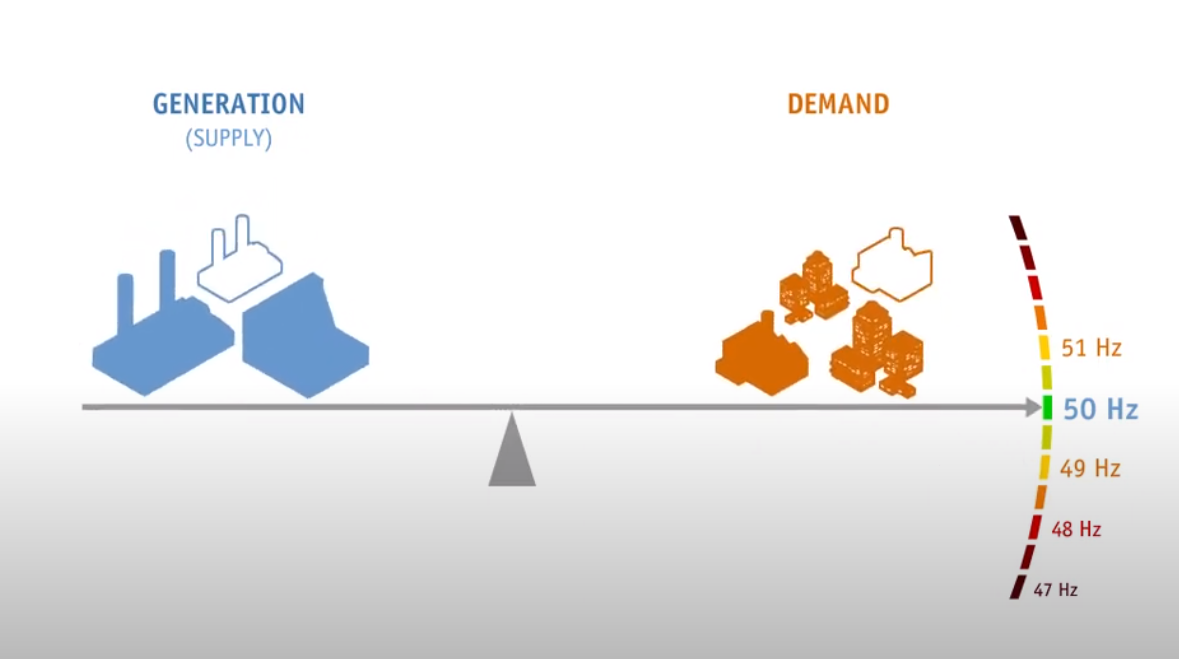 GENERATION
(SUPPLY)
DEMAND
51 Hz
50 Hz
49 Hz
48 Hz
47 Hz